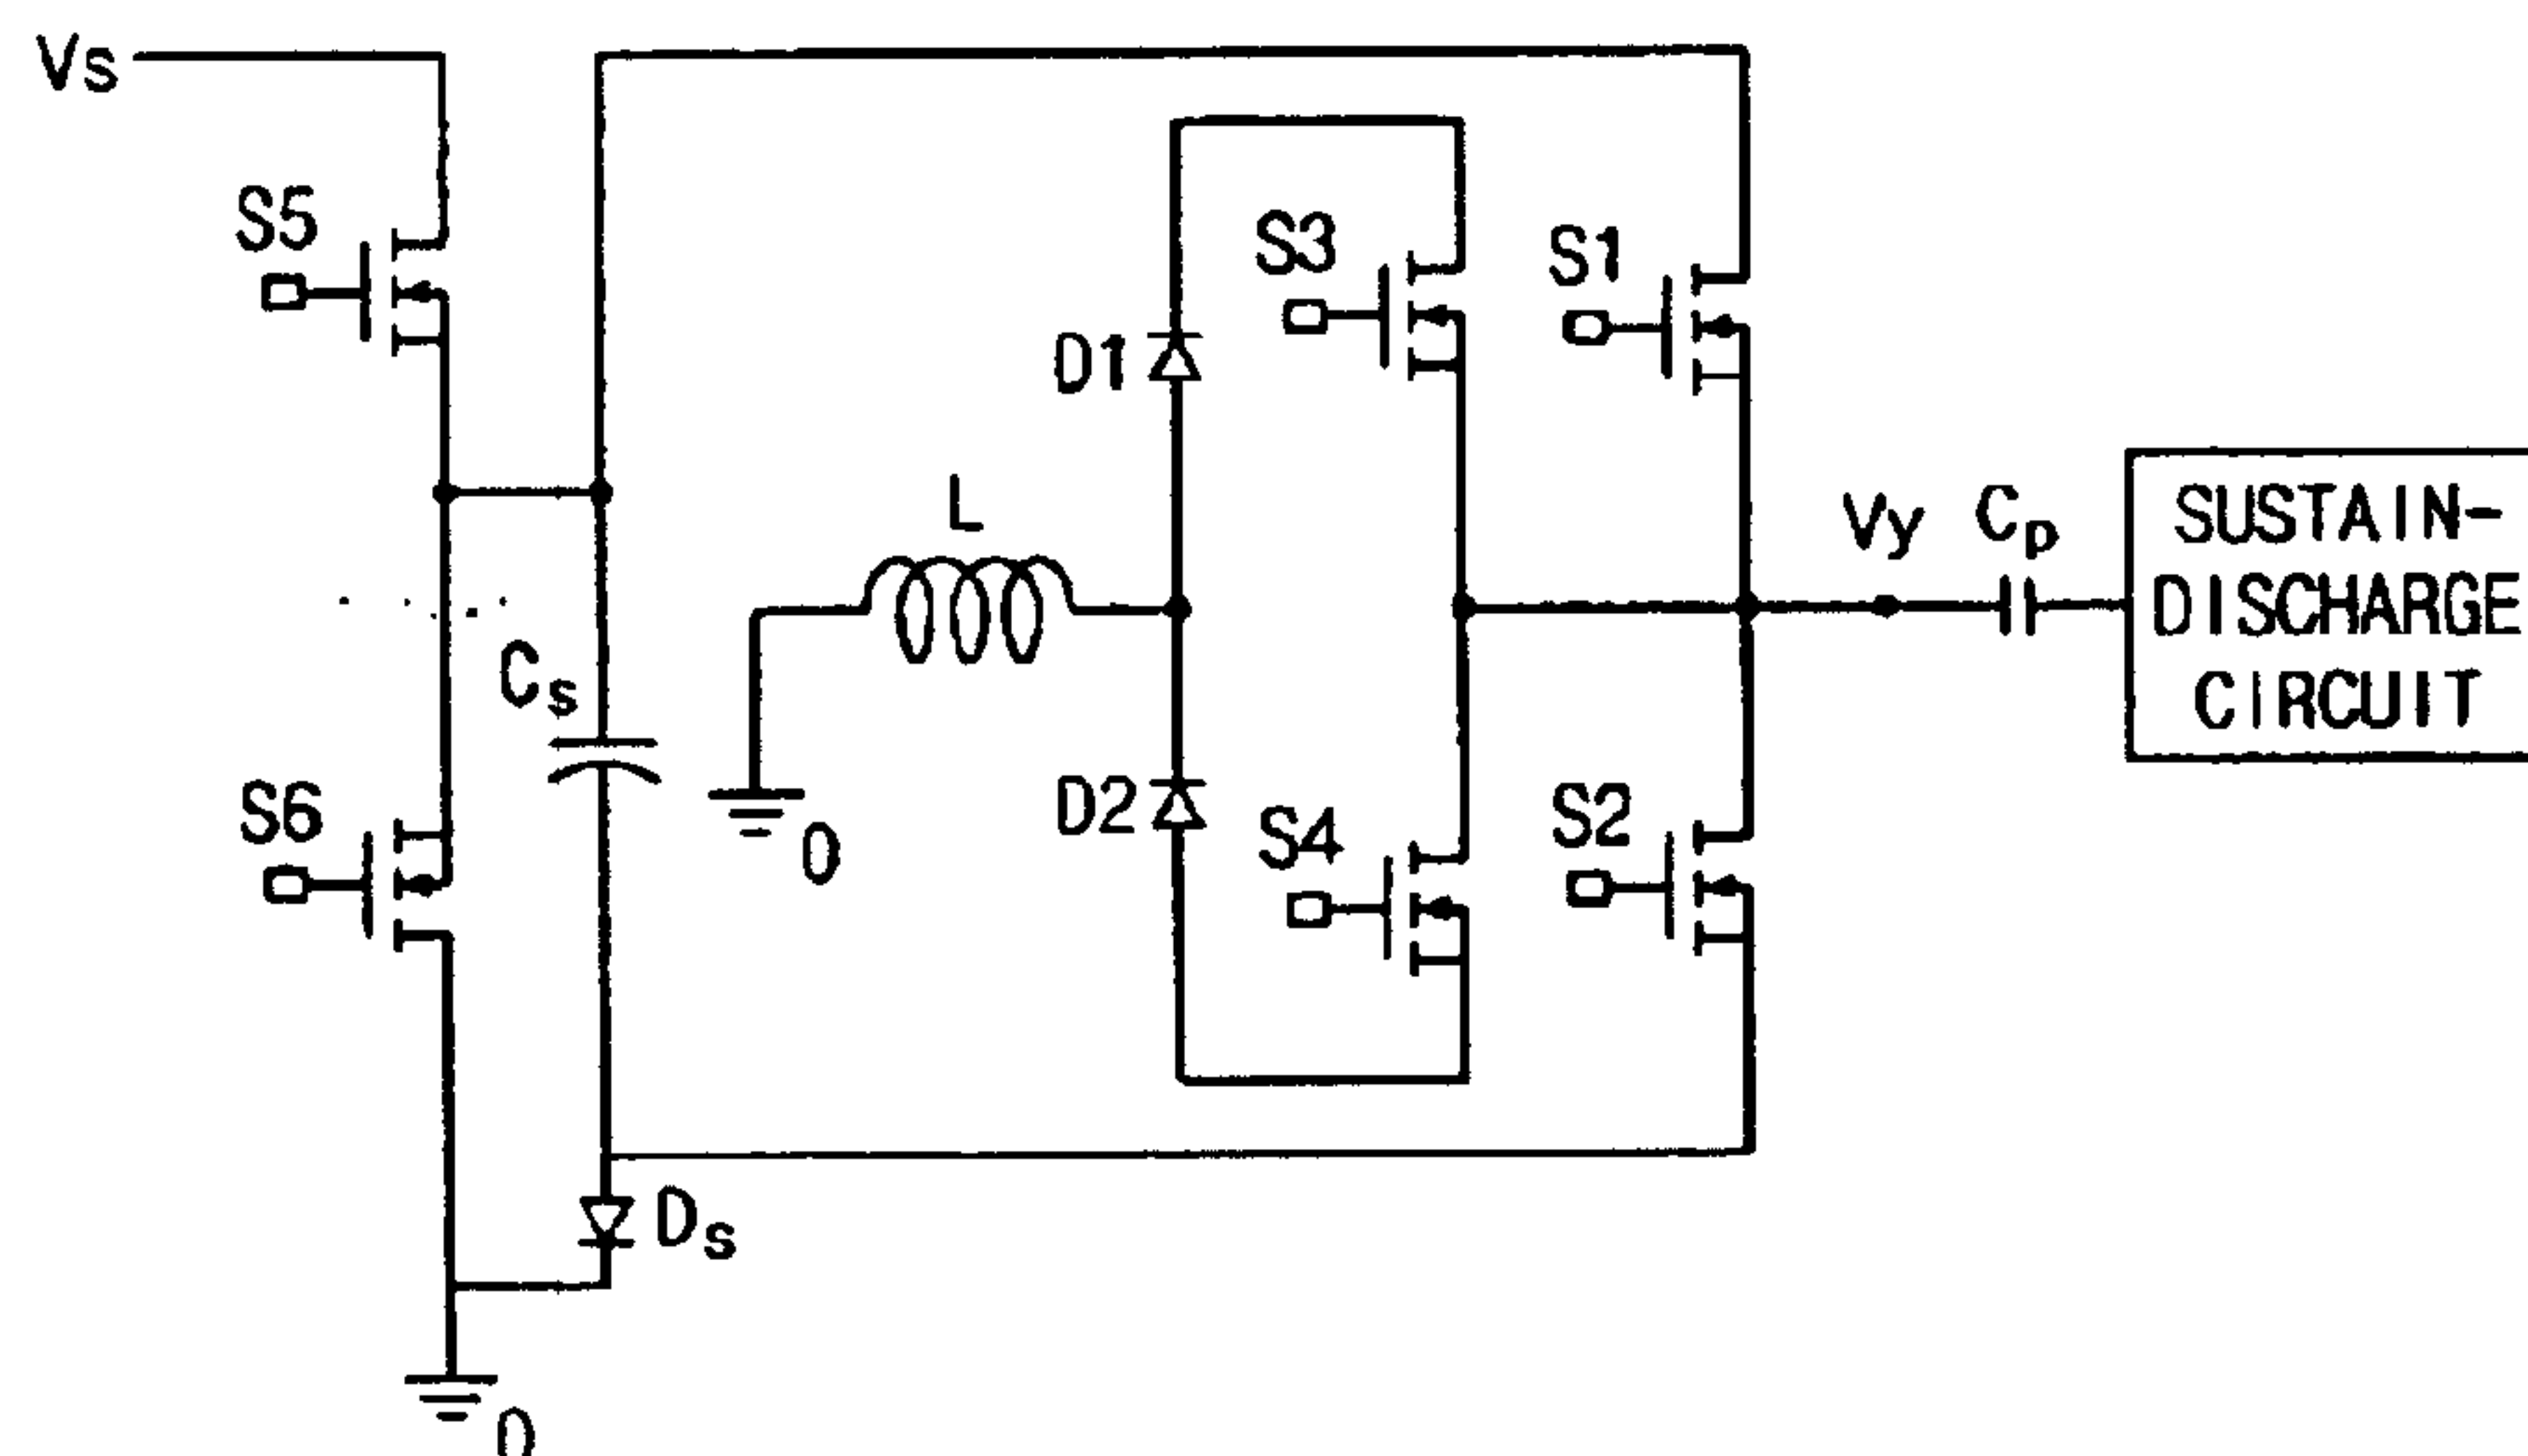 Vs
S5
S3
S1
D1
L
Vy
Cp
SUSTAIN-
DISCHARGE
CIRCUIT
Cs
S6
0
D2
S4
S2
Ds
0